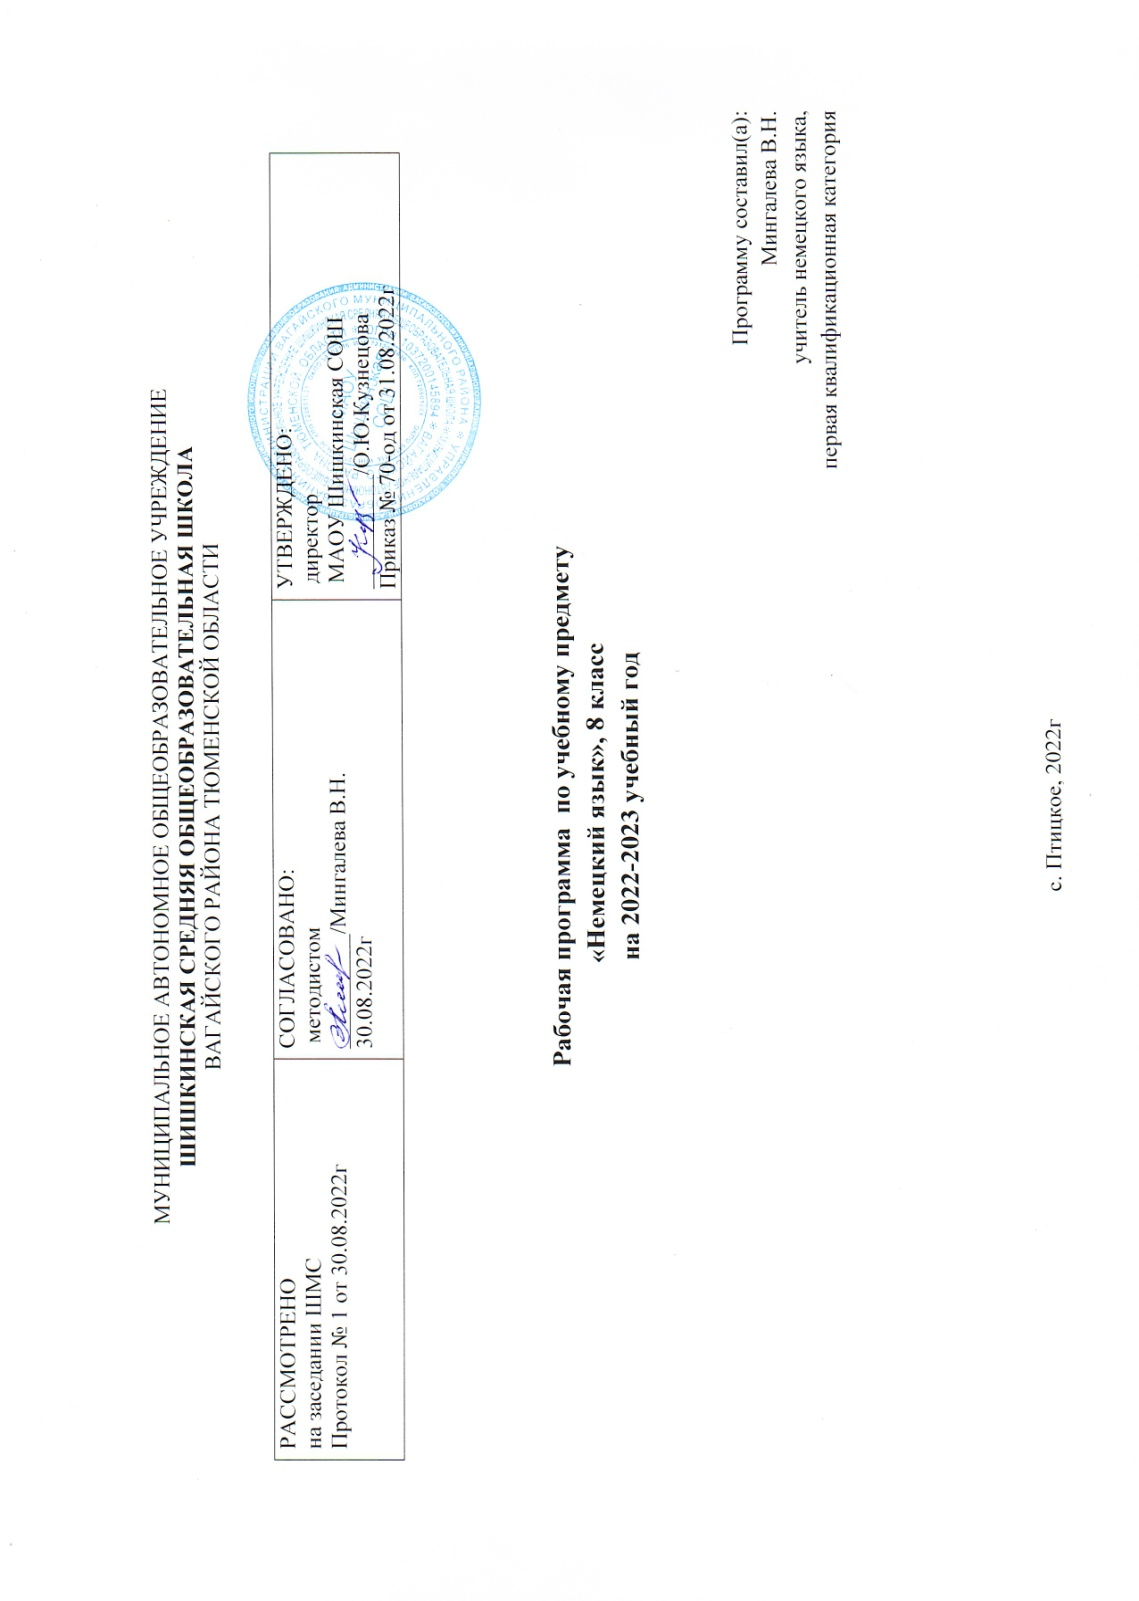 МУНИЦИПАЛЬНОЕ АВТОНОМНОЕ ОБЩЕОБРАЗОВАТЕЛЬНОЕ УЧРЕЖДЕНИЕ
ШИШКИНСКАЯ СРЕДНЯЯ ОБЩЕОБРАЗОВАТЕЛЬНАЯ ШКОЛА
ВАГАЙСКОГО РАЙОНА ТЮМЕНСКОЙ ОБЛАСТИ
РАССМОТРЕНО
на заседании ШМС
Протокол № 1 от 30.08.2022г
СОГЛАСОВАНО:
методистом
/Мингалева В.Н.
30.08.2022г
УТВЕРЖДЕНО:
директор
МАОУ Шишкинская СОШ
/О.Ю.Кузнецова
Приказ № 70-од от 31.08.2022г
Рабочая программа по учебному предмету
«Немецкий язык», 8 класс
на 2022-2023 учебный год
Программу составил(а):
Мингалева В.Н.
учитель немецкого языка,
первая квалификационная категория
с. Птицкое, 2022г